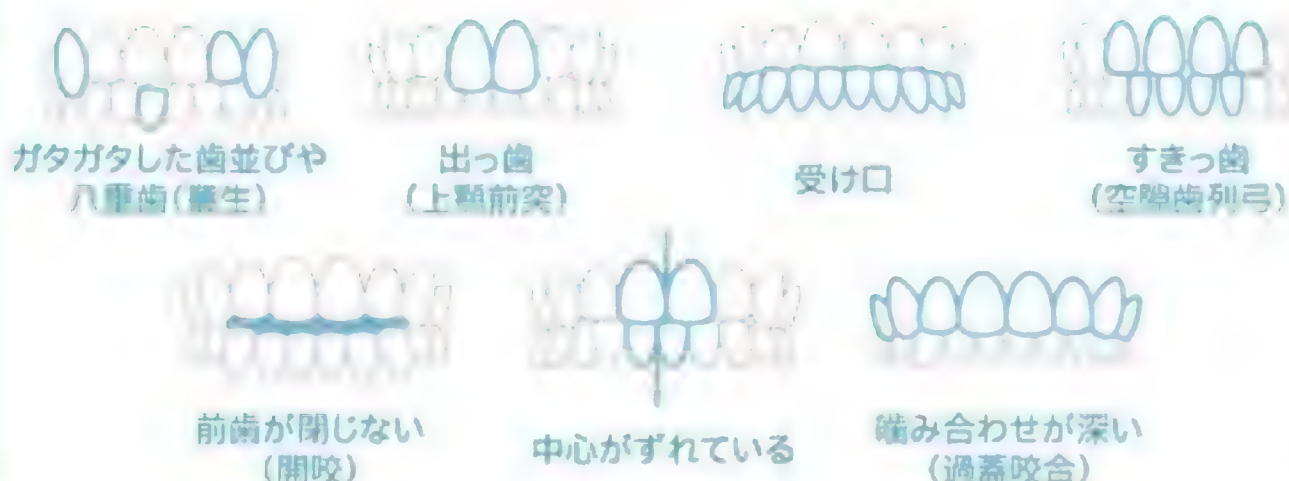 ガタガタした歯並びや
八重歯(叢生)
出っ歯
(上顎前突)
受け口
すきっ歯
(空隙歯列弓)
前歯が閉じない
(開咬)
中心がずれている
噛み合わせが深い
(過蓋咬合)